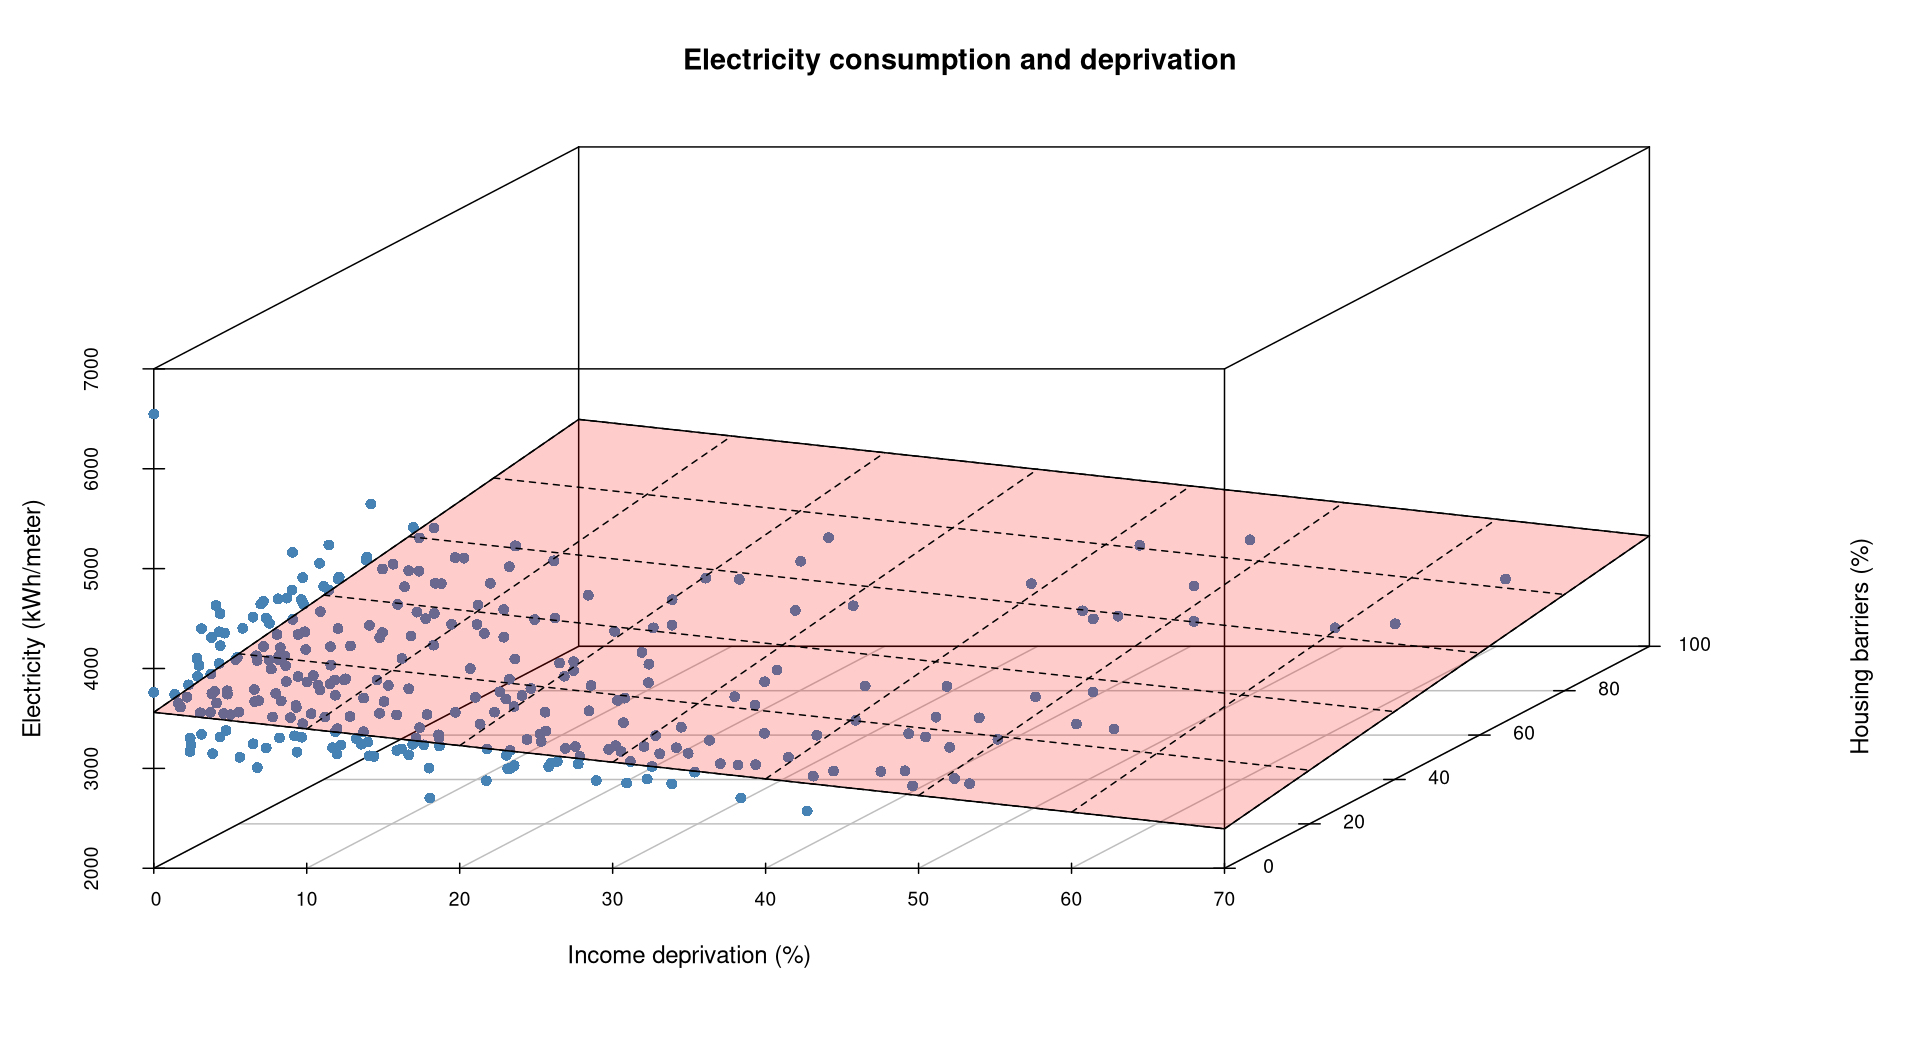 Electricity consumption and deprivation
Electricity (kWh/meter)
7000
6000
5000
4000
3000
2000
0 10 20 30 40 50 60 70
Income deprivation (%)
0
20
40
60
80
100
Housing barriers (%)